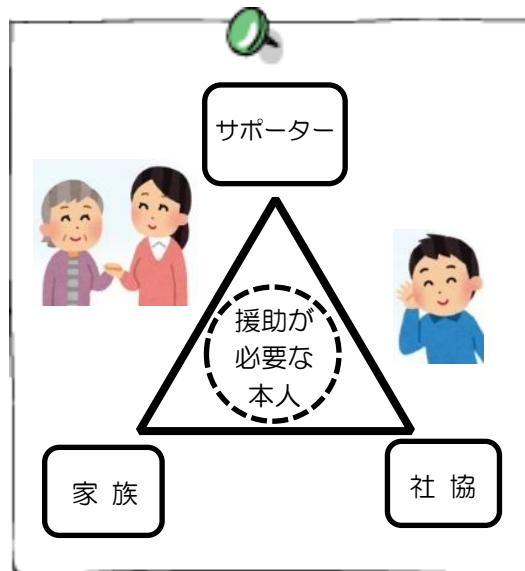 サポーター
援助が
必要な
本人
家 族
社 協